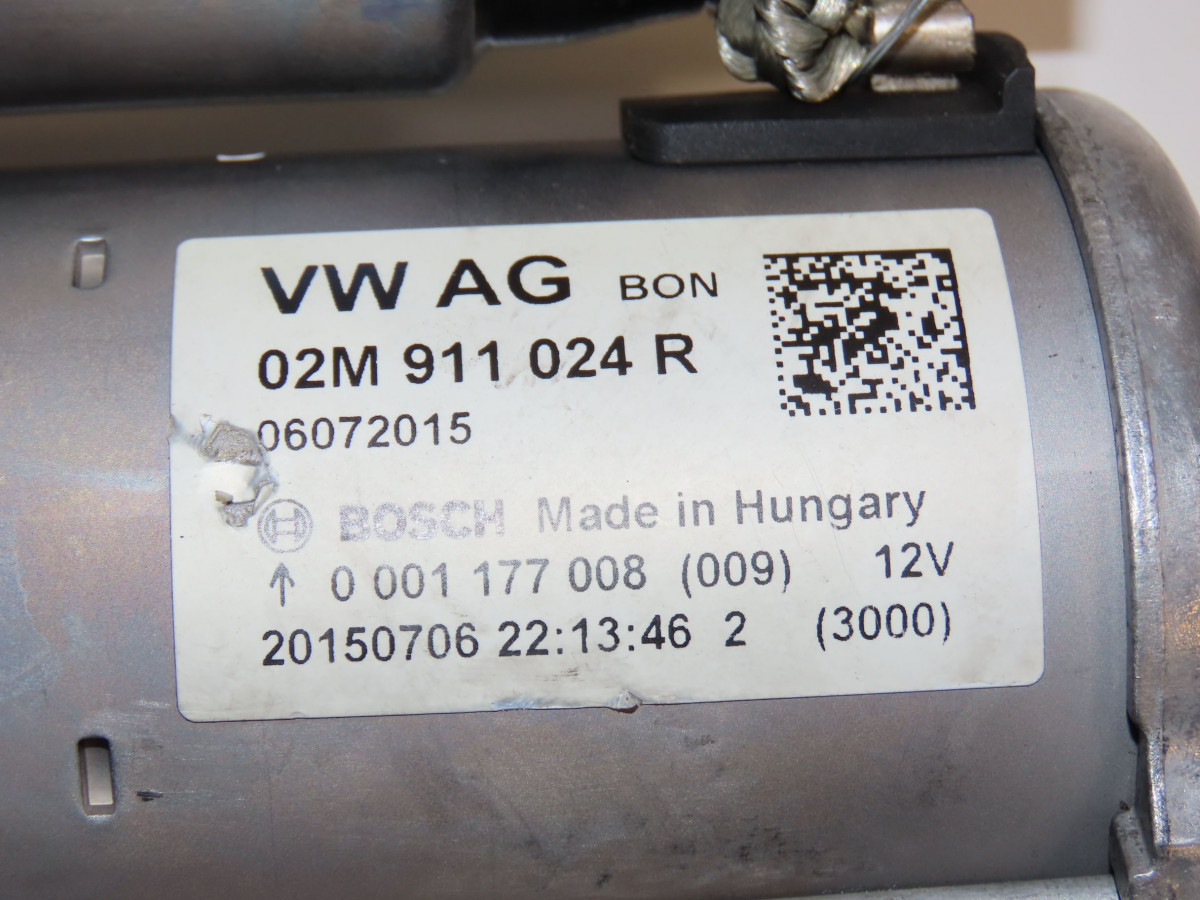 VW AG BON
02M 911 024 R
06072015
BOSCH Made in Hungary
↑ 0 001 177 008 (009) 12V
20150706 22:13:46 2 (3000)